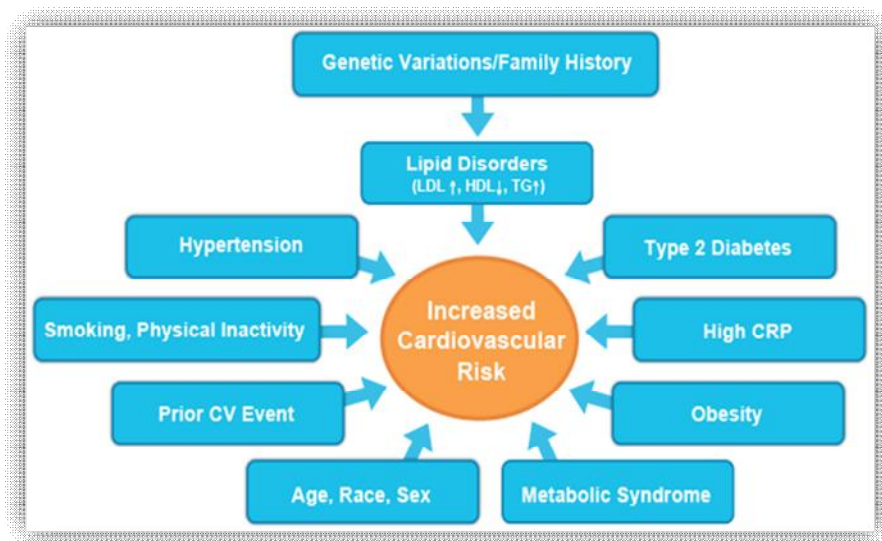 Genetic Variations/Family History
Lipid Disorders
(LDL ↑, HDL↓, TG↑)
Hypertension
Type 2 Diabetes
Increased
Cardiovascular
Risk
Smoking, Physical Inactivity
High CRP
Prior CV Event
Obesity
Age, Race, Sex
Metabolic Syndrome